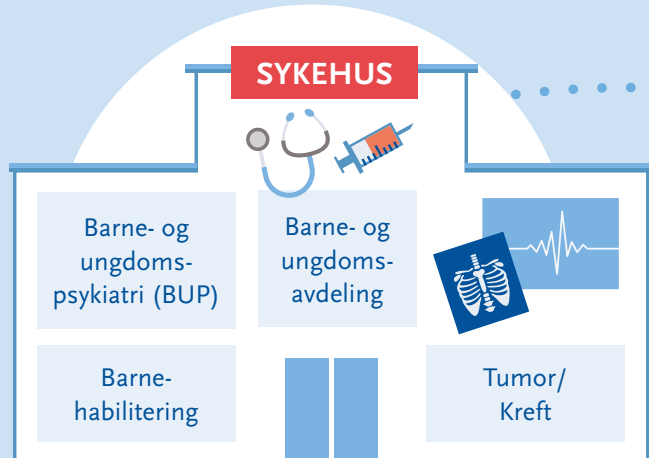 SYKEHUS
Barne- og
ungdoms-
psykiatri (BUP)
Barne- og
ungdoms-
avdeling
Barne-
habilitering
Tumor/
Kreft